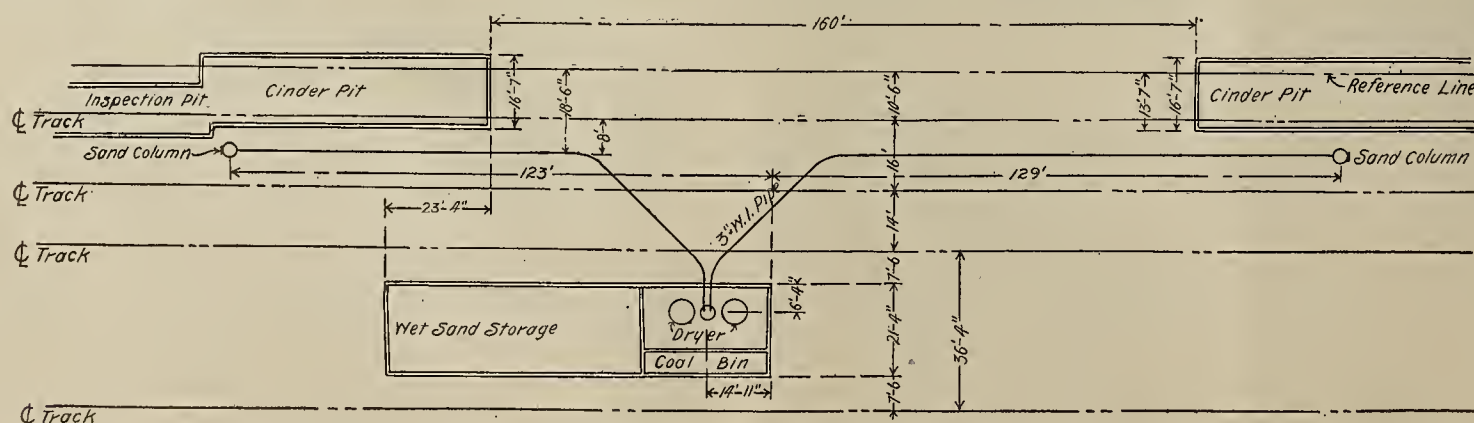 160'
Inspection Pit
Cinder Pit
16'-7"
18'-6"
14'-6"
13'-7"
16'-7"
Cinder Pit
Reference Line
℄ Track
8'
Sand Column
16'
Sand Column
123'
129'
℄ Track
23'-4"
3" W.I. Pipe
14'
℄ Track
7'-6
6'-4"
Wet Sand Storage
Dryer
21'-4"
36'-4"
Coal Bin
14'-11"
7'-6
℄ Track